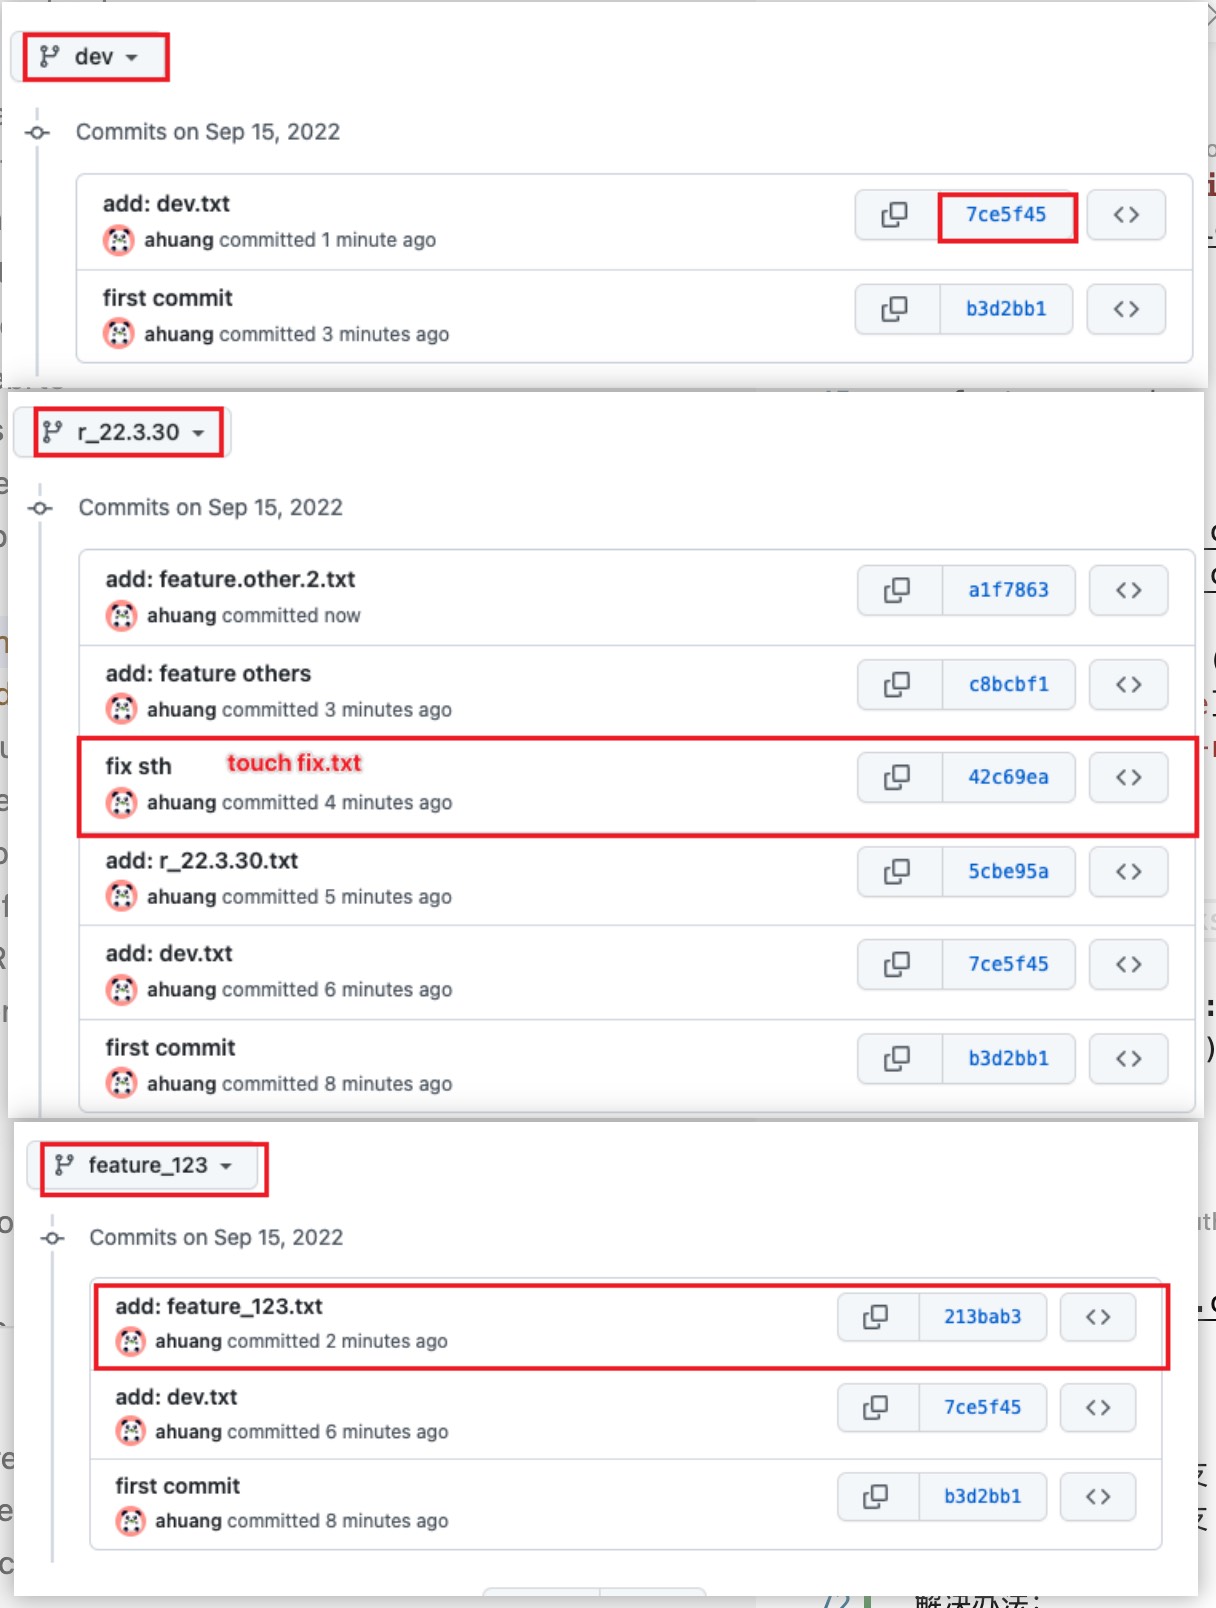 dev
Commits on Sep 15, 2022
add: dev.txt
7ce5f45
ahuang committed 1 minute ago
first commit
b3d2bb1
ahuang committed 3 minutes ago
r_22.3.30
Commits on Sep 15, 2022
add: feature.other.2.txt
a1f7863
ahuang committed now
add: feature others
c8bcbf1
ahuang committed 3 minutes ago
fix sth touch fix.txt
42c69ea
ahuang committed 4 minutes ago
add: r_22.3.30.txt
5cbe95a
ahuang committed 5 minutes ago
add: dev.txt
7ce5f45
ahuang committed 6 minutes ago
first commit
b3d2bb1
ahuang committed 8 minutes ago
feature_123
Commits on Sep 15, 2022
add: feature_123.txt
213bab3
ahuang committed 2 minutes ago
add: dev.txt
7ce5f45
ahuang committed 6 minutes ago
first commit
b3d2bb1
ahuang committed 8 minutes ago
72 解决办法: